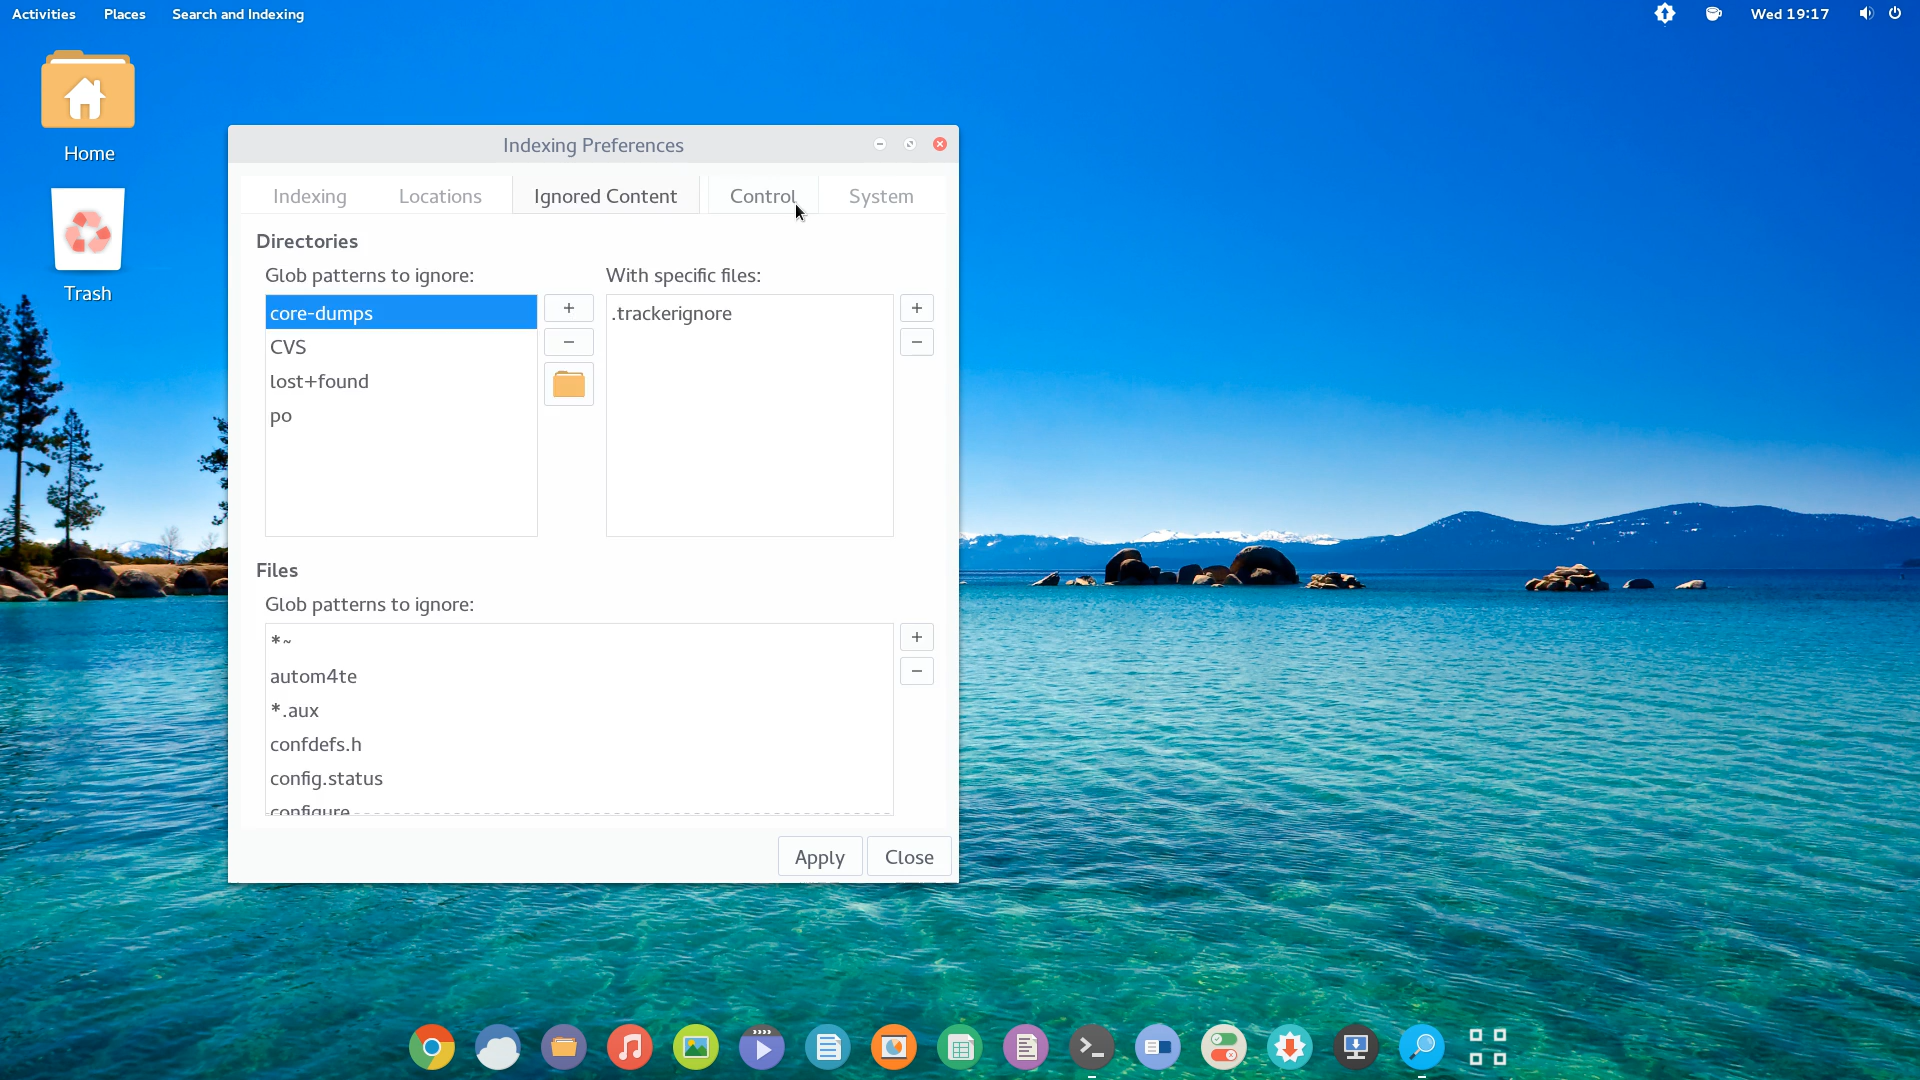 Activities Places Search and Indexing Wed 19:17
Home
Trash
Indexing Preferences
Indexing Locations Ignored Content Control System
Directories
Glob patterns to ignore: With specific files:
core-dumps .trackerignore
CVS
lost+found
po
Files
Glob patterns to ignore:
*~
autom4te
*.aux
confdefs.h
config.status
configure
Apply Close